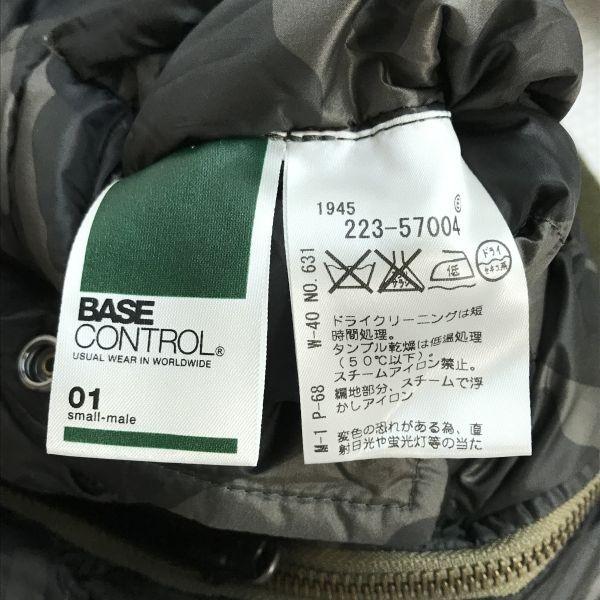 BASE
CONTROL®
USUAL WEAR IN WORLDWIDE
01
small-male
1945
223-57004
低
ドライ
セキユ系
ドライクリーニングは短
時間処理。
タンブル乾燥は低温処理
(50℃以下)。
スチームアイロン禁止。
編地部分、スチームで浮
かしアイロン
変色の恐れがある為、直
射日光や蛍光灯等の当た
M-1 P-68 W-40 NO.631